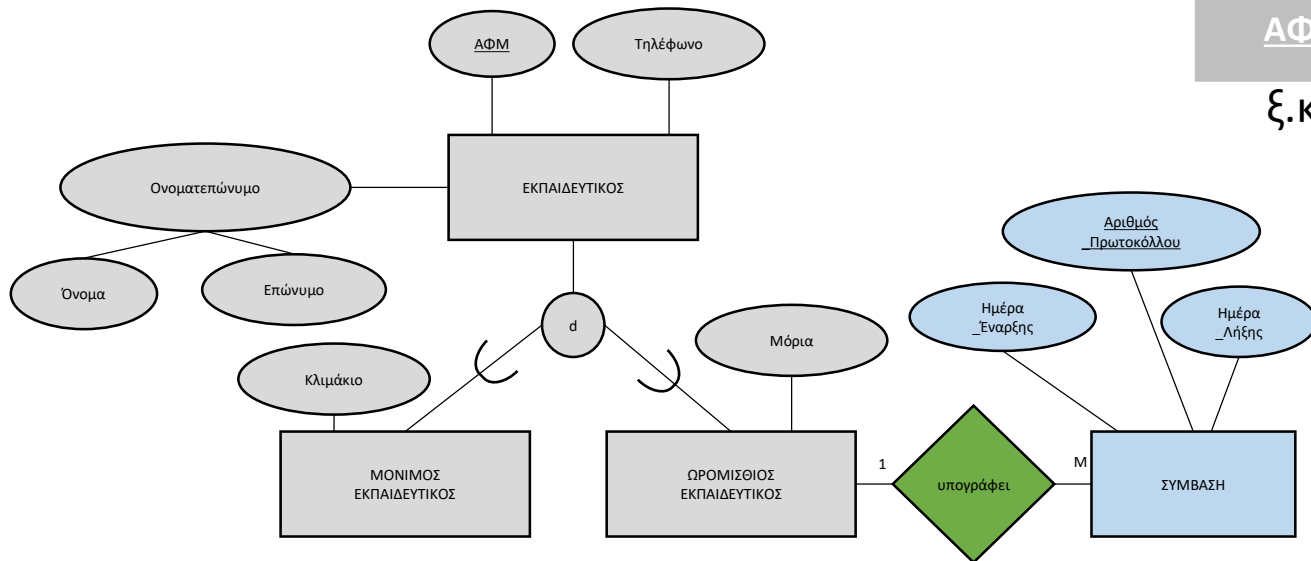 ΑΦΜ
Τηλέφωνο
ΕΚΠΑΙΔΕΥΤΙΚΟΣ
Ονοματεπώνυμο
Όνομα
Επώνυμο
d
Κλιμάκιο
Μόρια
ΜΟΝΙΜΟΣ
ΕΚΠΑΙΔΕΥΤΙΚΟΣ
ΩΡΟΜΙΣΘΙΟΣ
ΕΚΠΑΙΔΕΥΤΙΚΟΣ
1
υπογράφει
M
ΣΥΜΒΑΣΗ
Ημέρα
_Έναρξης
Αριθμός
_Πρωτοκόλλου
Ημέρα
_Λήξης